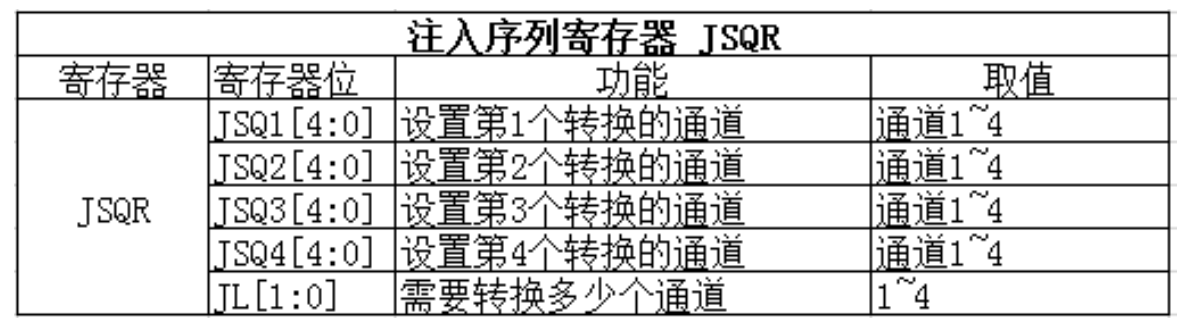 注入序列寄存器 JSQR
寄存器 寄存器位 功能 取值
JSQR
JSQ1[4:0] 设置第1个转换的通道 通道1~4
JSQ2[4:0] 设置第2个转换的通道 通道1~4
JSQ3[4:0] 设置第3个转换的通道 通道1~4
JSQ4[4:0] 设置第4个转换的通道 通道1~4
JL[1:0] 需要转换多少个通道 1~4